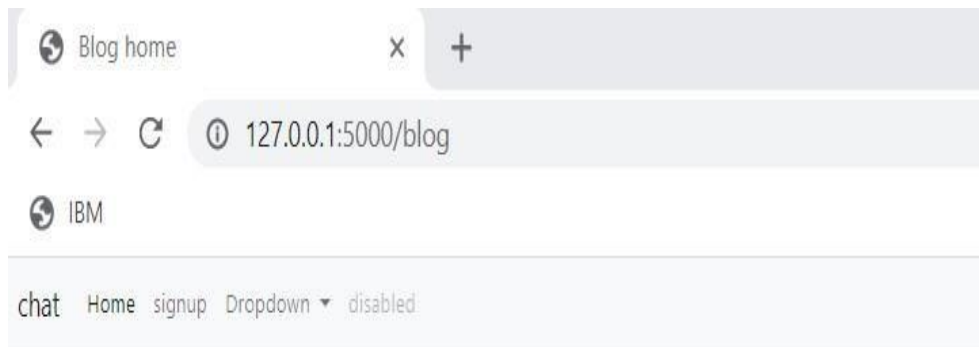 Blog home
127.0.0.1:5000/blog
IBM
chat Home signup Dropdown disabled